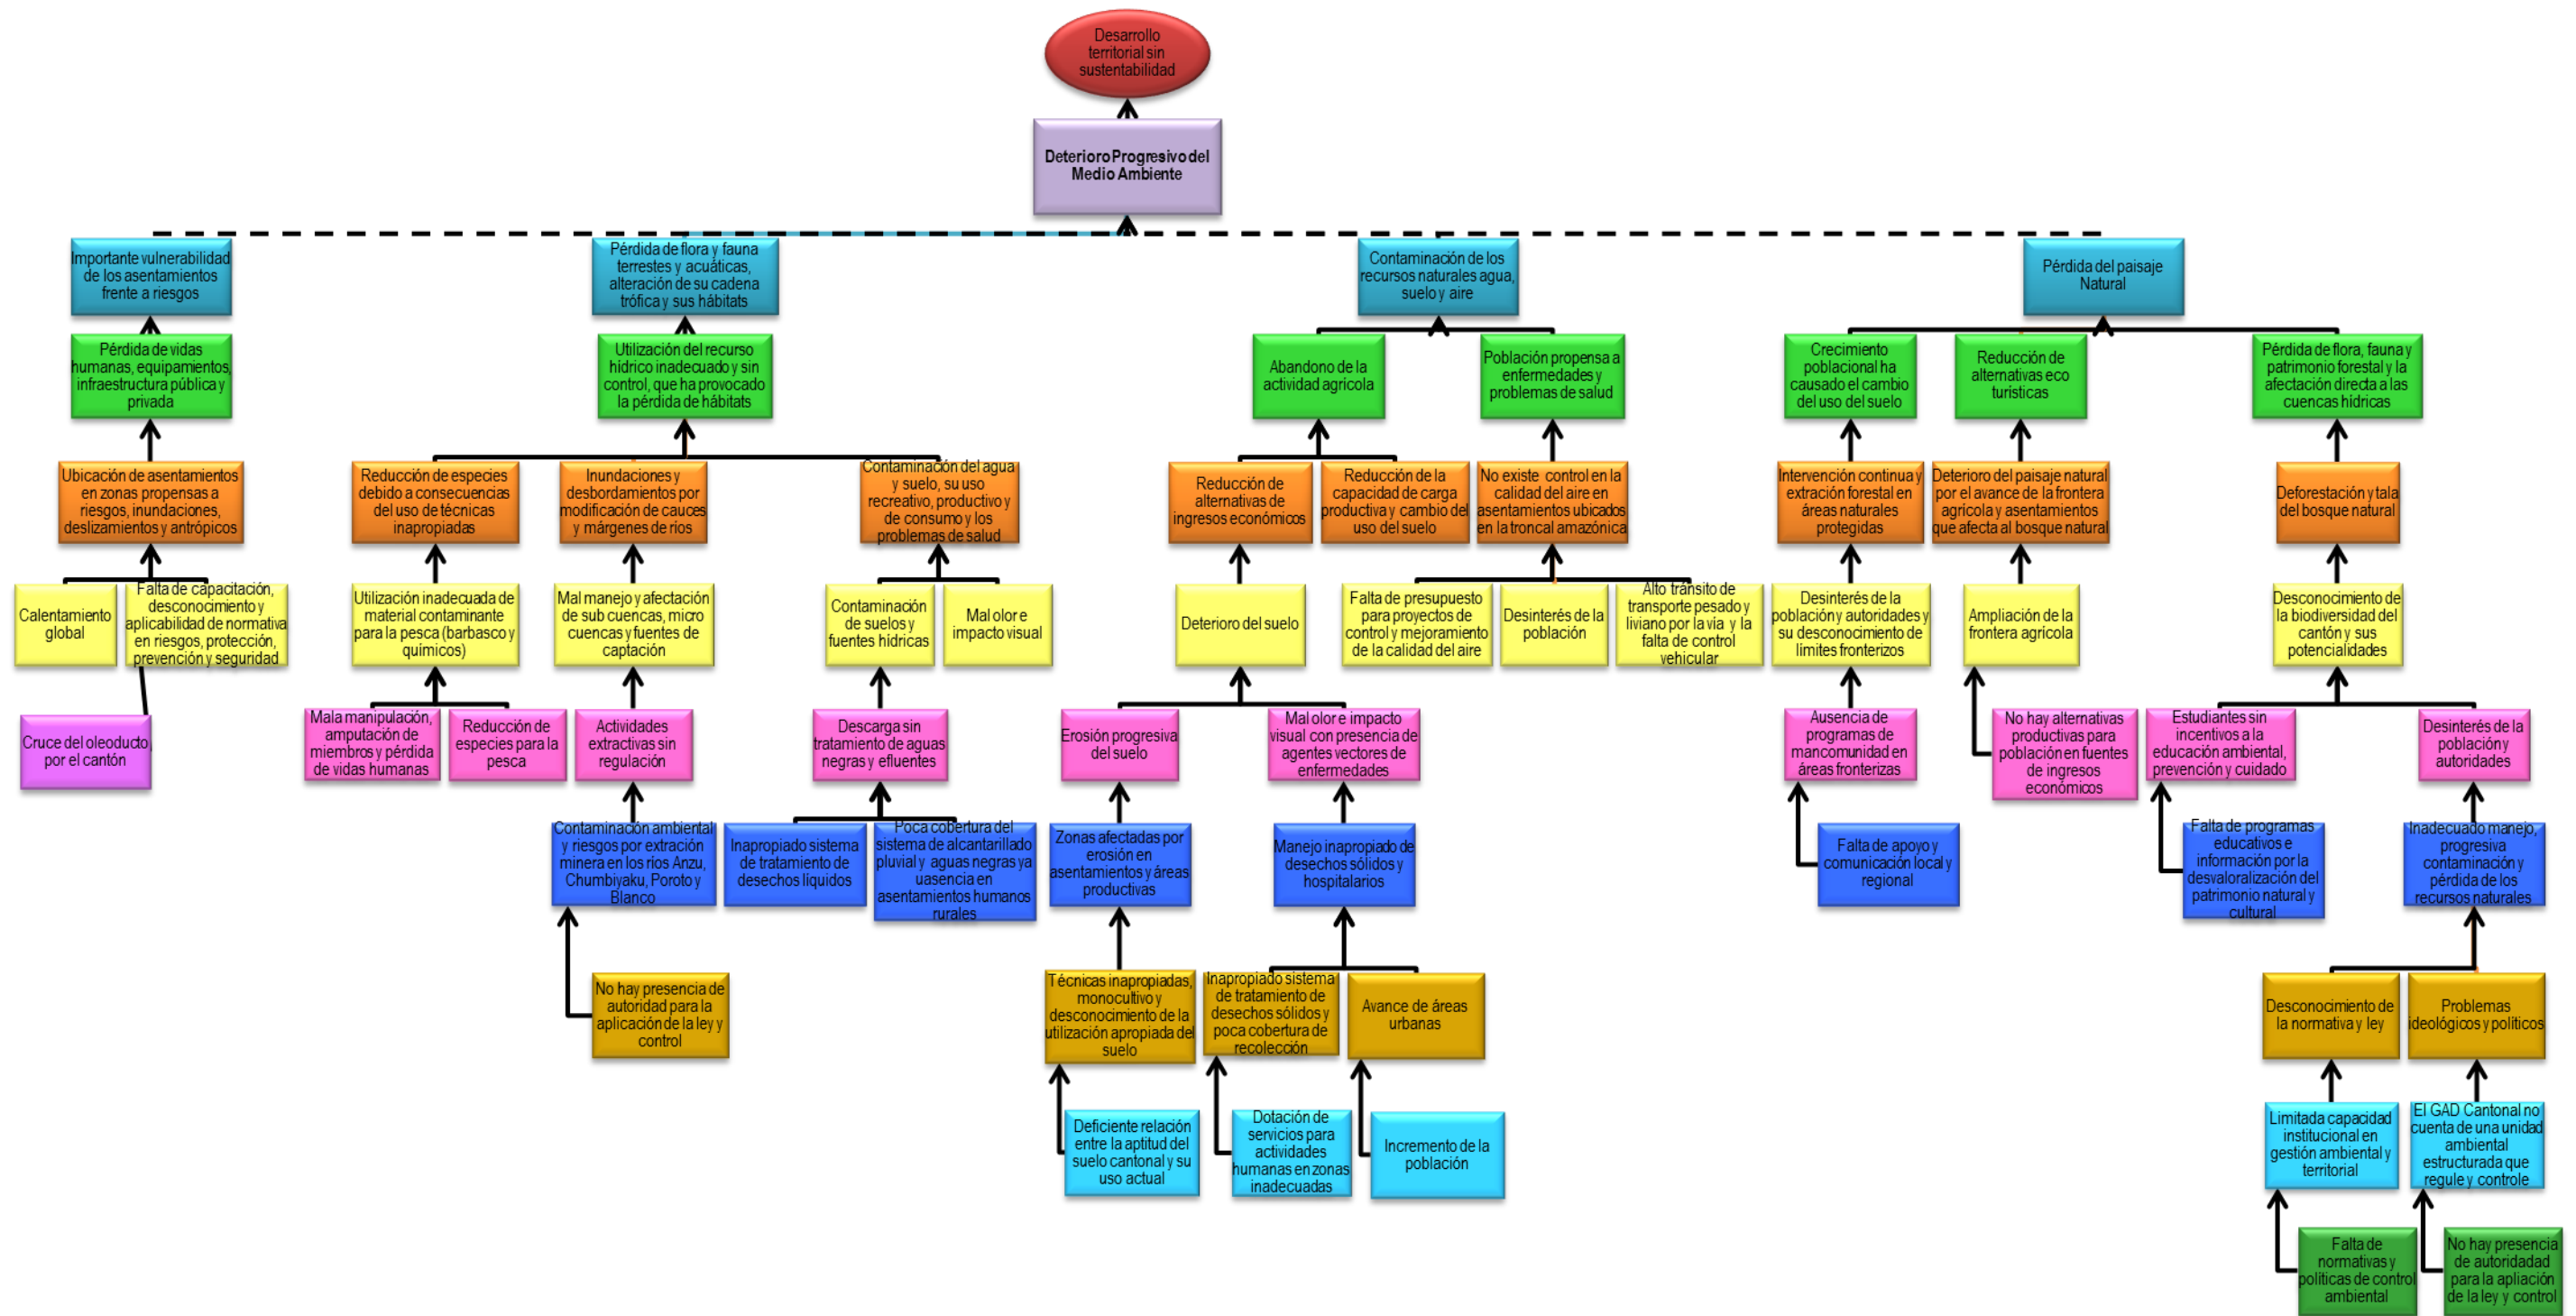 Desarrollo
territorial sin
sustentabilidad
Deterioro Progresivo del
Medio Ambiente
Importante vulnerabilidad
de los asentamientos
frente a riesgos
Pérdida de flora y fauna
terrestes y acuáticas,
alteración de su cadena
trófica y sus hábitats
Contaminación de los
recursos naturales agua,
suelo y aire
Pérdida del paisaje
Natural
Pérdida de vidas
humanas, equipamientos,
infraestructura pública y
privada
Utilización del recurso
hídrico inadecuado y sin
control, que ha provocado
la pérdida de hábitats
Abandono de la
actividad agrícola
Población propensa a
enfermedades y
problemas de salud
Crecimiento
poblacional ha
causado el cambio
del uso del suelo
Reducción de
alternativas eco
turísticas
Pérdida de flora, fauna y
patrimonio forestal y la
afectación directa a las
cuencas hídricas
Ubicación de asentamientos
en zonas propensas a
riesgos, inundaciones,
deslizamientos y antrópicos
Reducción de especies
debido a consecuencias
del uso de técnicas
inapropiadas
Inundaciones y
desbordamientos por
modificación de cauces
y márgenes de ríos
Contaminación del agua
y suelo, su uso
recreativo, productivo y
de consumo y los
problemas de salud
Reducción de
alternativas de
ingresos económicos
Reducción de la
capacidad de carga
productiva y cambio del
uso del suelo
No existe control en la
calidad del aire en
asentamientos ubicados
en la troncal amazónica
Intervención continua y
extración forestal en
áreas naturales
protegidas
Deterioro del paisaje natural
por el avance de la frontera
agrícola y asentamientos
que afecta al bosque natural
Deforestación y tala
del bosque natural
Calentamiento
global
Falta de capacitación,
desconocimiento y
aplicabilidad de normativa
en riesgos, protección,
prevención y seguridad
Utilización inadecuada de
material contaminante
para la pesca (barbasco y
químicos)
Mal manejo y afectación
de sub cuencas, micro
cuencas y fuentes de
captación
Contaminación
de suelos y
fuentes hídricas
Mal olor e
impacto visual
Deterioro del suelo
Falta de presupuesto
para proyectos de
control y mejoramiento
de la calidad del aire
Desinterés de la
población
Alto tránsito de
transporte pesado y
liviano por la vía y la
falta de control
vehicular
Desinterés de la
población y autoridades y
su desconocimiento de
límites fronterizos
Ampliación de la
frontera agrícola
Desconocimiento de
la biodiversidad del
cantón y sus
potencialidades
Cruce del oleoducto
por el cantón
Mala manipulación,
amputación de
miembros y pérdida
de vidas humanas
Reducción de
especies para la
pesca
Actividades
extractivas sin
regulación
Descarga sin
tratamiento de aguas
negras y efluentes
Erosión progresiva
del suelo
Mal olor e impacto
visual con presencia de
agentes vectores de
enfermedades
Ausencia de
programas de
mancomunidad en
áreas fronterizas
No hay alternativas
productivas para
población en fuentes
de ingresos
económicos
Estudiantes sin
incentivos a la
educación ambiental,
prevención y cuidado
Desinterés de la
población y
autoridades
Contaminación ambiental
y riesgos por extración
minera en los ríos Anzu,
Chumbiyaku, Poroto y
Blanco
Inapropiado sistema
de tratamiento de
desechos líquidos
Poca cobertura del
sistema de alcantarillado
pluvial y aguas negras ya
uasencia en
asentamientos humanos
rurales
Zonas afectadas por
erosión en
asentamientos y áreas
productivas
Manejo inapropiado de
desechos sólidos y
hospitalarios
Falta de apoyo y
comunicación local y
regional
Falta de programas
educativos e
información por la
desvaloralización del
patrimonio natural y
cultural
Inadecuado manejo,
progresiva
contaminación y
pérdida de los
recursos naturales
No hay presencia de
autoridad para la
aplicación de la ley y
control
Técnicas inapropiadas,
monocultivo y
desconocimiento de la
utilización apropiada del
suelo
Inapropiado sistema
de tratamiento de
desechos sólidos y
poca cobertura de
recolección
Avance de áreas
urbanas
Desconocimiento de
la normativa y ley
Problemas
ideológicos y políticos
Deficiente relación
entre la aptitud del
suelo cantonal y su
uso actual
Dotación de
servicios para
actividades
humanas en zonas
inadecuadas
Incremento de la
población
Limitada capacidad
institucional en
gestión ambiental y
territorial
El GAD Cantonal no
cuenta de una unidad
ambiental
estructurada que
regule y controle
Falta de
normativas y
políticas de control
ambiental
No hay presencia
de autoridadad
para la apliación
de la ley y control